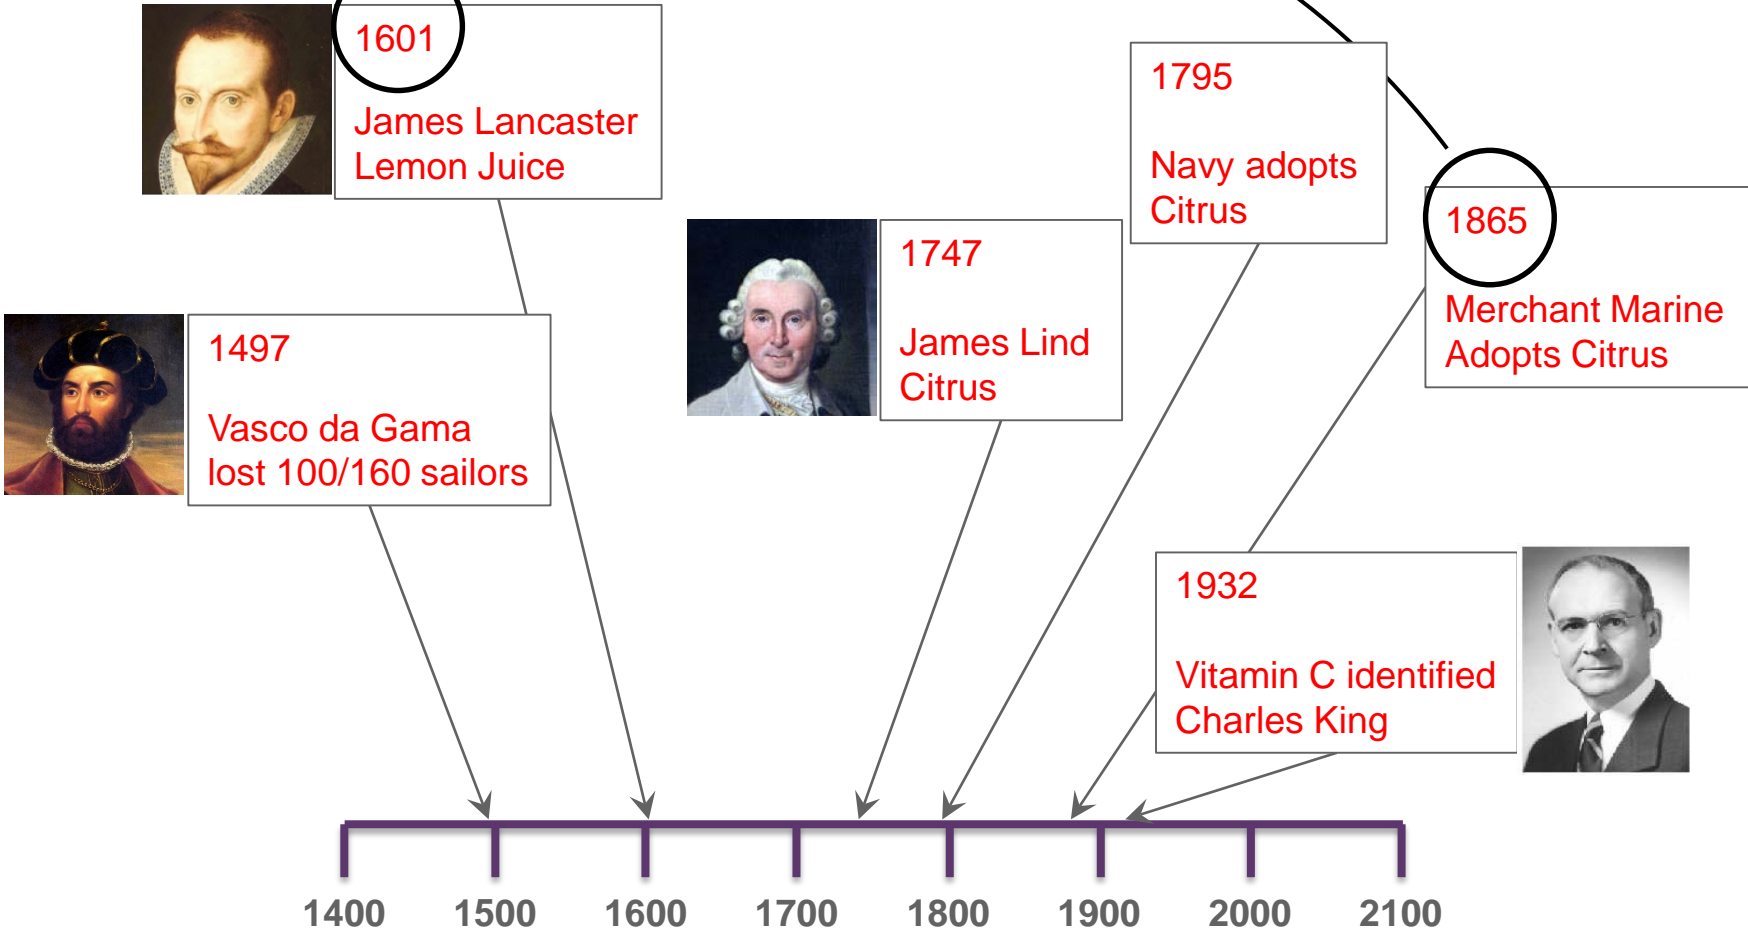 1601
James Lancaster
Lemon Juice
1795
Navy adopts
Citrus
1865
Merchant Marine
Adopts Citrus
1747
James Lind
Citrus
1497
Vasco da Gama
lost 100/160 sailors
1932
Vitamin C identified
Charles King
1400 1500 1600 1700 1800 1900 2000 2100